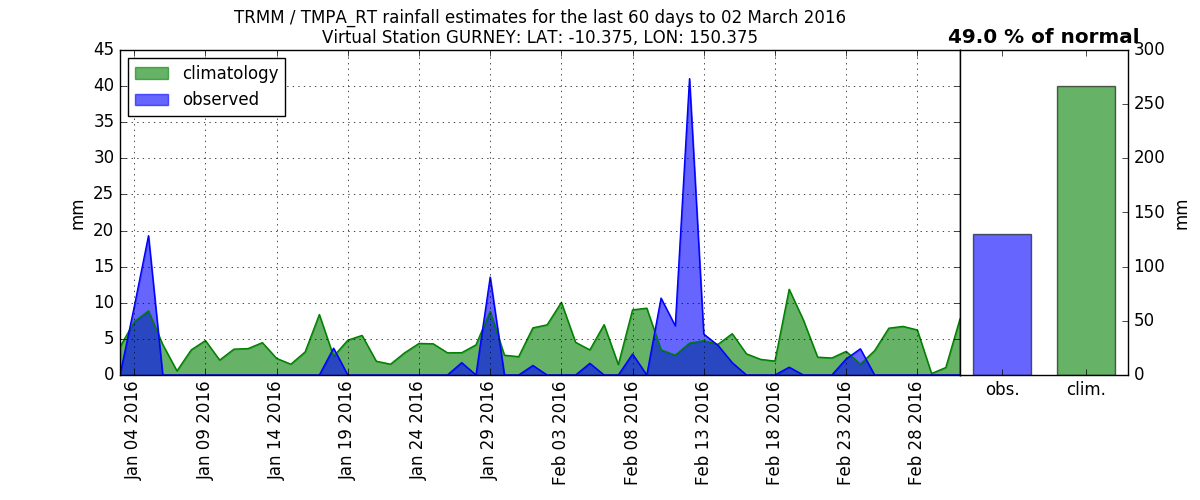 TRMM / TMPA_RT rainfall estimates for the last 60 days to 02 March 2016
Virtual Station GURNEY: LAT: -10.375, LON: 150.375
49.0 % of normal
climatology
observed
45
40
35
30
25
20
15
10
5
0
mm
Jan 04 2016
Jan 09 2016
Jan 14 2016
Jan 19 2016
Jan 24 2016
Jan 29 2016
Feb 03 2016
Feb 08 2016
Feb 13 2016
Feb 18 2016
Feb 23 2016
Feb 28 2016
obs.
clim.
300
250
200
150
100
50
0
mm